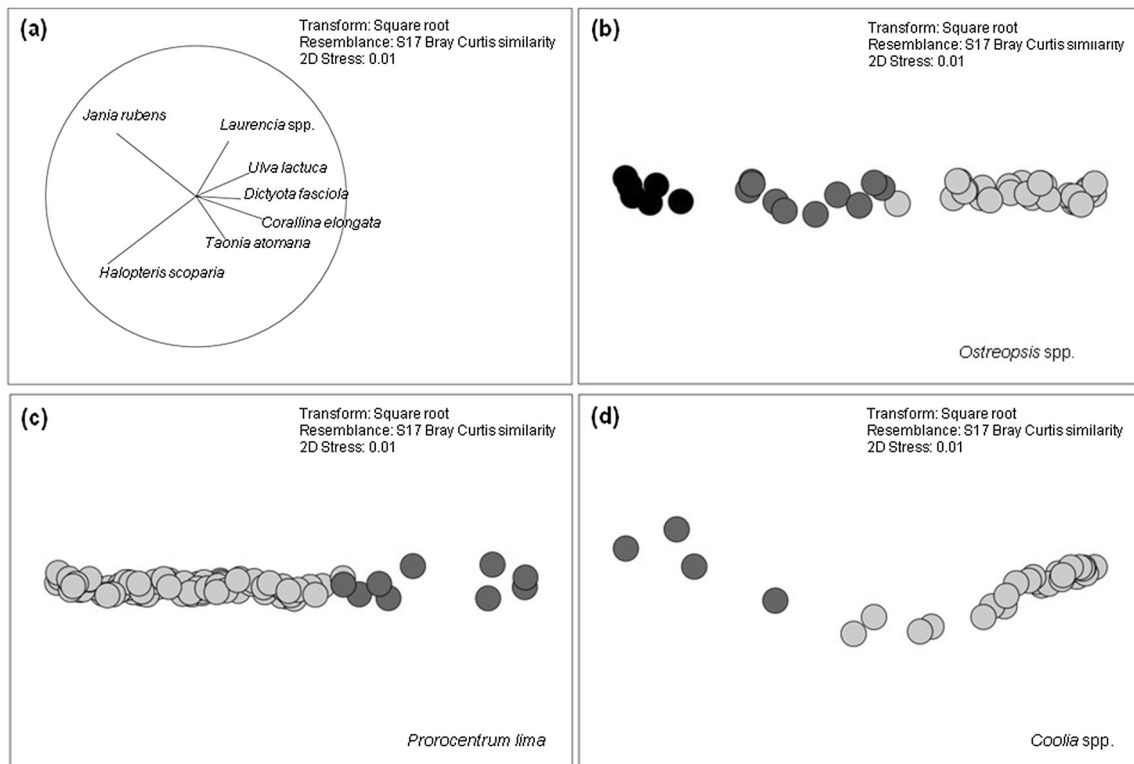 (a)
Transform: Square root
Resemblance: S17 Bray Curtis similarity
2D Stress: 0.01
Jania rubens
Laurencia spp.
Ulva lactuca
Dictyota fasciola
Corallina elongata
Taonia atomana
Halopteris scoparia
(b)
Transform: Square root
Resemblance: S17 Bray Curtis similarity
2D Stress: 0.01
Ostreopsis spp.
(c)
Transform: Square root
Resemblance: S17 Bray Curtis similarity
2D Stress: 0.01
Prorocentrum lima
(d)
Transform: Square root
Resemblance: S17 Bray Curtis similarity
2D Stress: 0.01
Coolia spp.